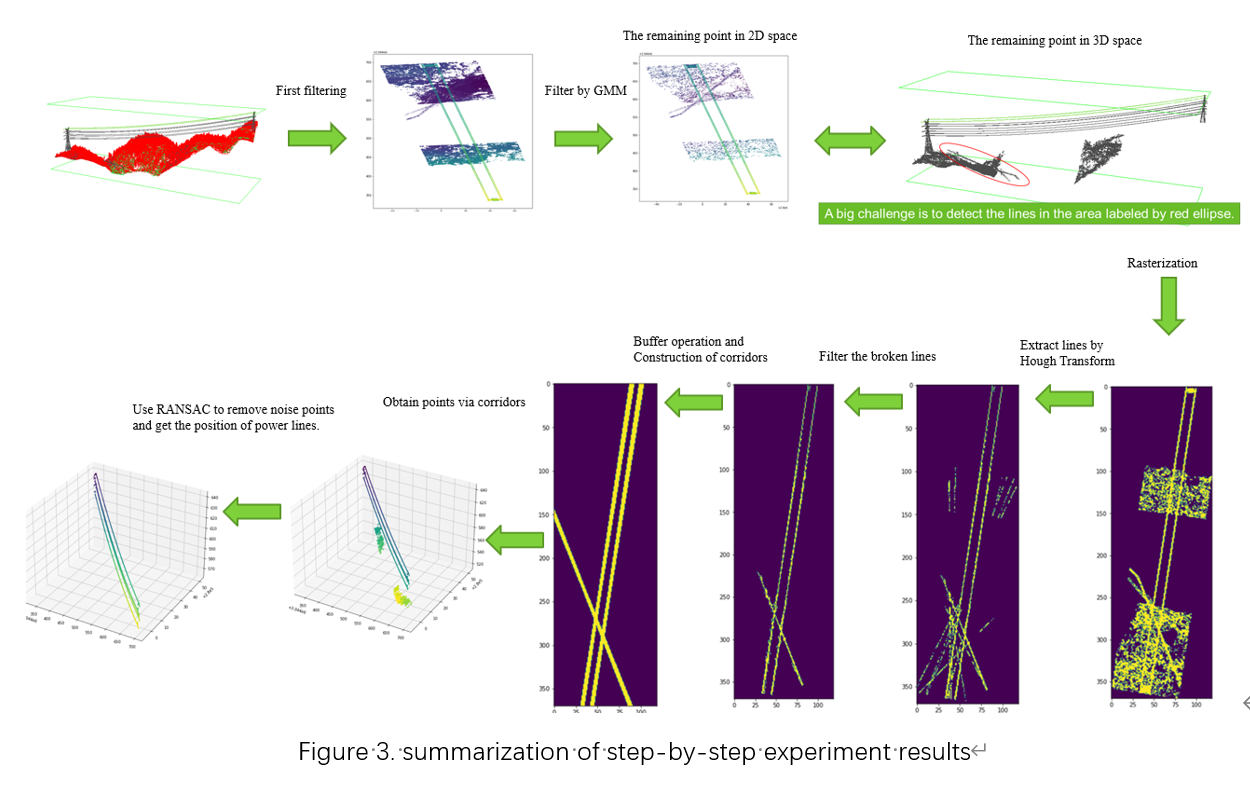 The remaining point in 2D space
The remaining point in 3D space
First filtering
Filter by GMM
A big challenge is to detect the lines in the area labeled by red ellipse.
Rasterization
Buffer operation and
Construction of corridors
Filter the broken lines
Extract lines by
Hough Transform
Use RANSAC to remove noise points
and get the position of power lines.
Obtain points via corridors
0
50
100
150
200
250
300
350
0 25 50 75 100
0
50
100
150
200
250
300
350
0 25 50 75 100
0
50
100
150
200
250
300
350
0 25 50 75 100
0
50
100
150
200
250
300
350
0 25 50 75 100
Figure 3. summarization of step-by-step experiment results